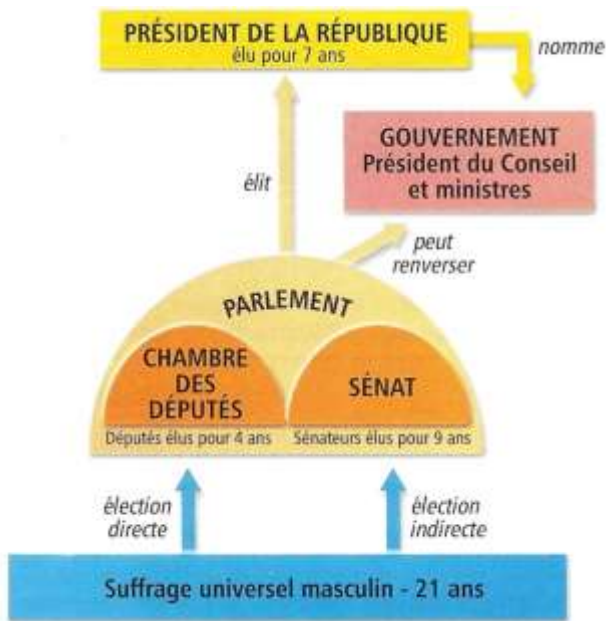 PRÉSIDENT DE LA RÉPUBLIQUE
élu pour 7 ans
nomme
GOUVERNEMENT
Président du Conseil
et ministres
élit
peut
renverser
PARLEMENT
CHAMBRE
DES
DÉPUTÉS
SÉNAT
Députés élus pour 4 ans
Sénateurs élus pour 9 ans
élection
directe
élection
indirecte
Suffrage universel masculin - 21 ans